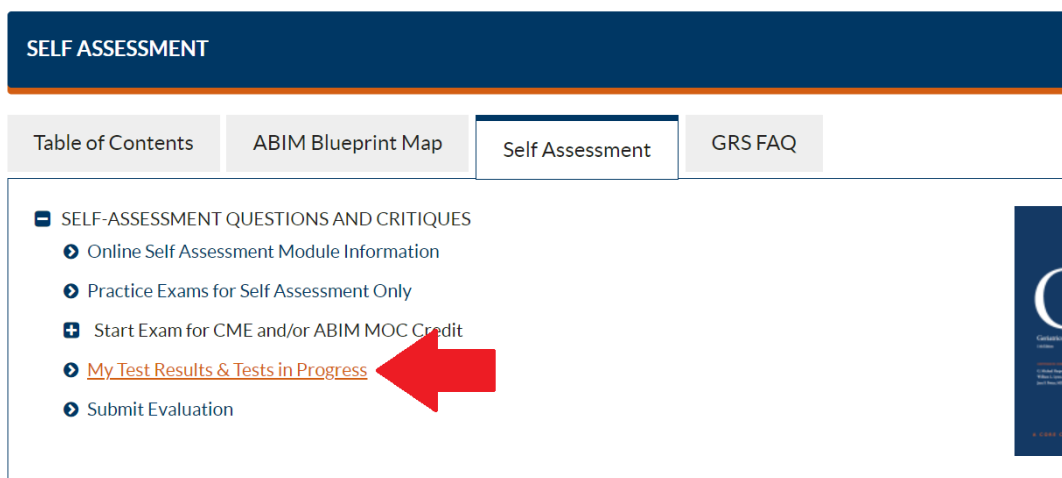 SELF ASSESSMENT
Table of Contents
ABIM Blueprint Map
Self Assessment
GRS FAQ
SELF-ASSESSMENT QUESTIONS AND CRITIQUES
Online Self Assessment Module Information
Practice Exams for Self Assessment Only
Start Exam for CME and/or ABIM MOC Credit
My Test Results & Tests in Progress
Submit Evaluation